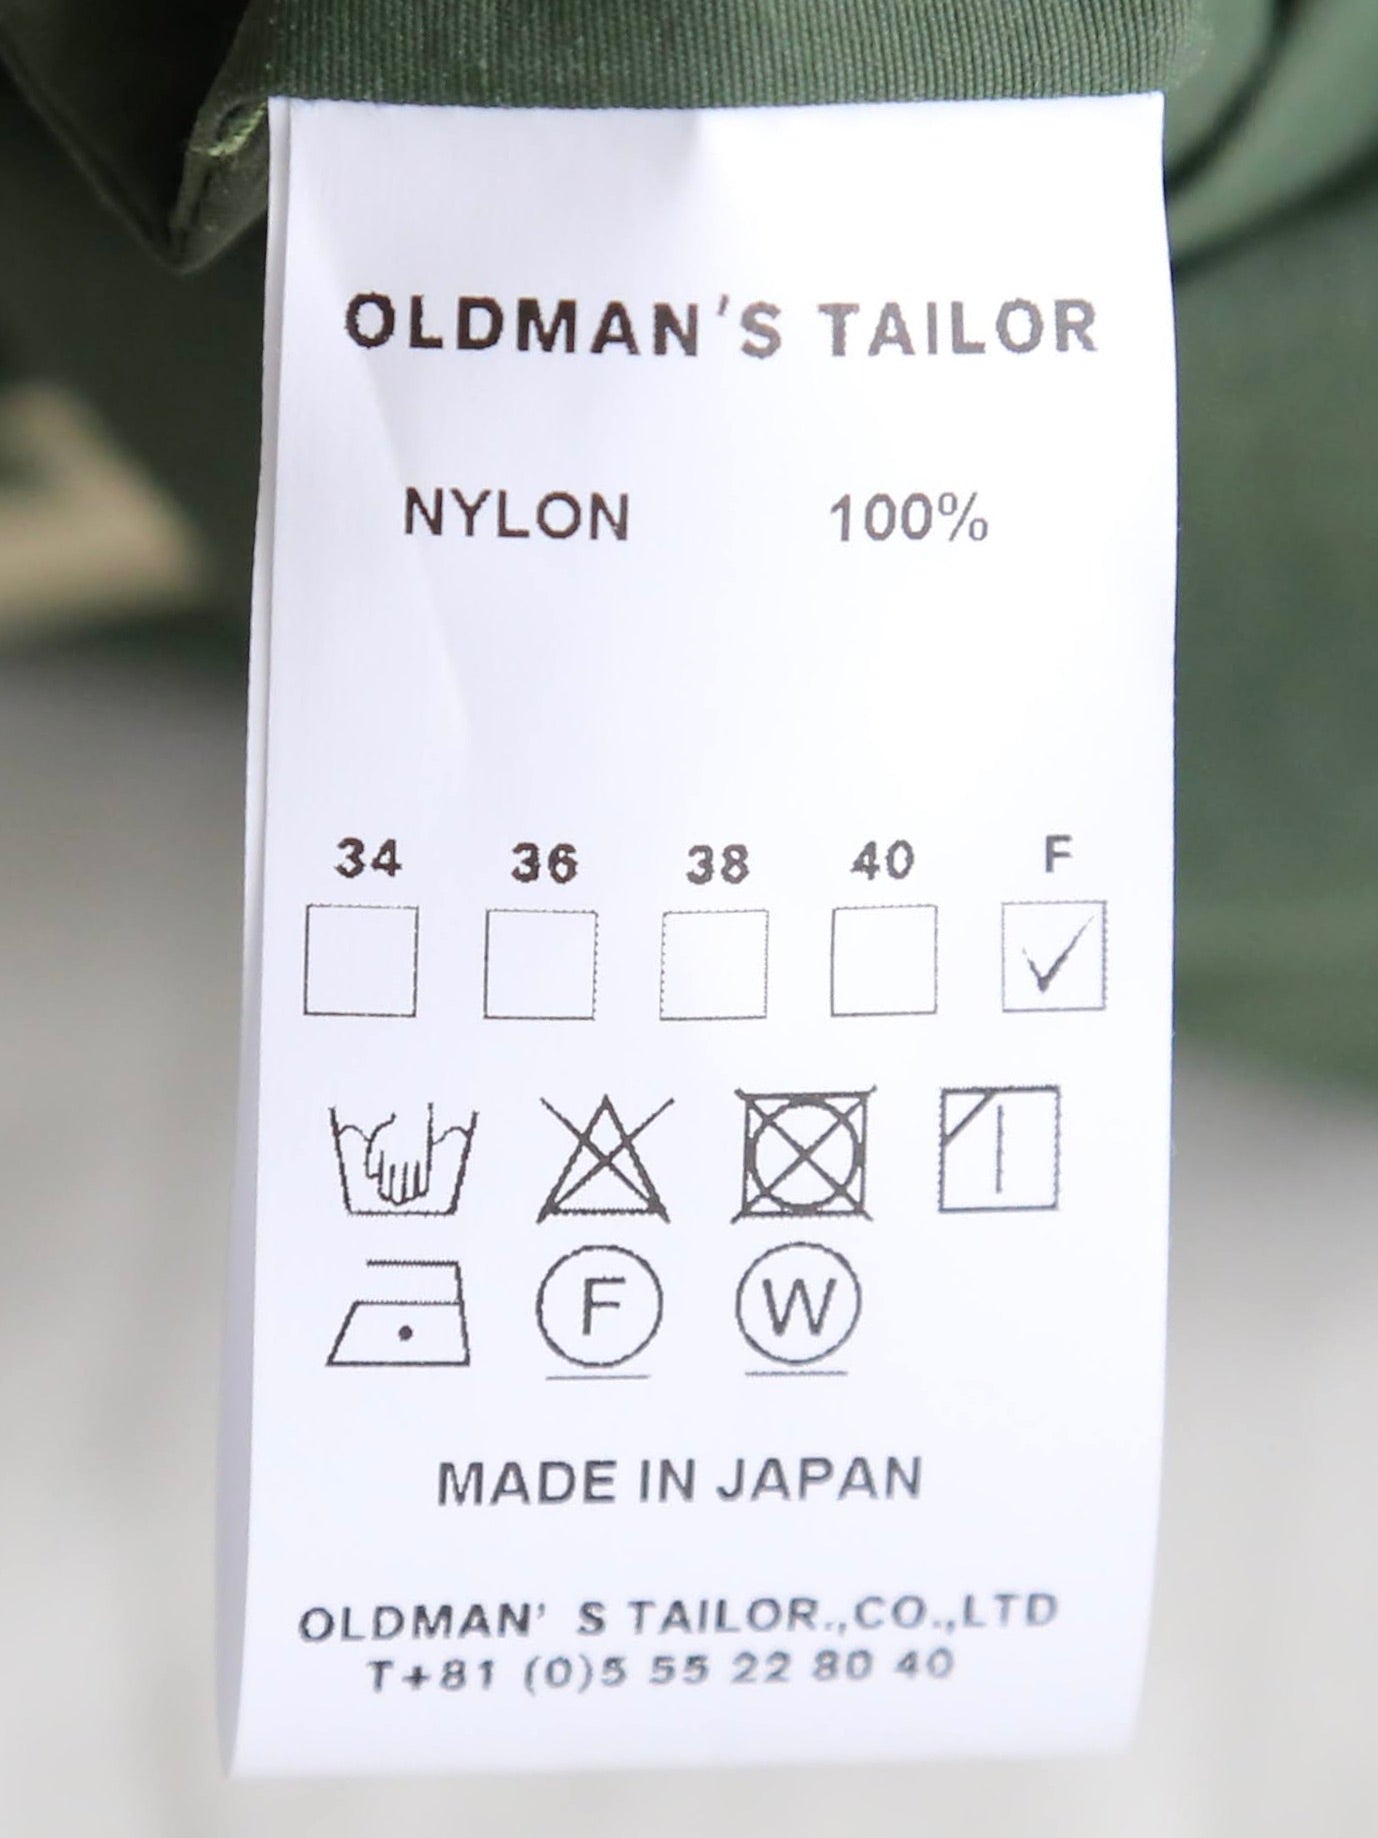 OLDMAN'S TAILOR
NYLON 100%
34 36 38 40 F
F W
MADE IN JAPAN
OLDMAN' S TAILOR.,CO.,LTD
T+81 (0)5 55 22 80 40